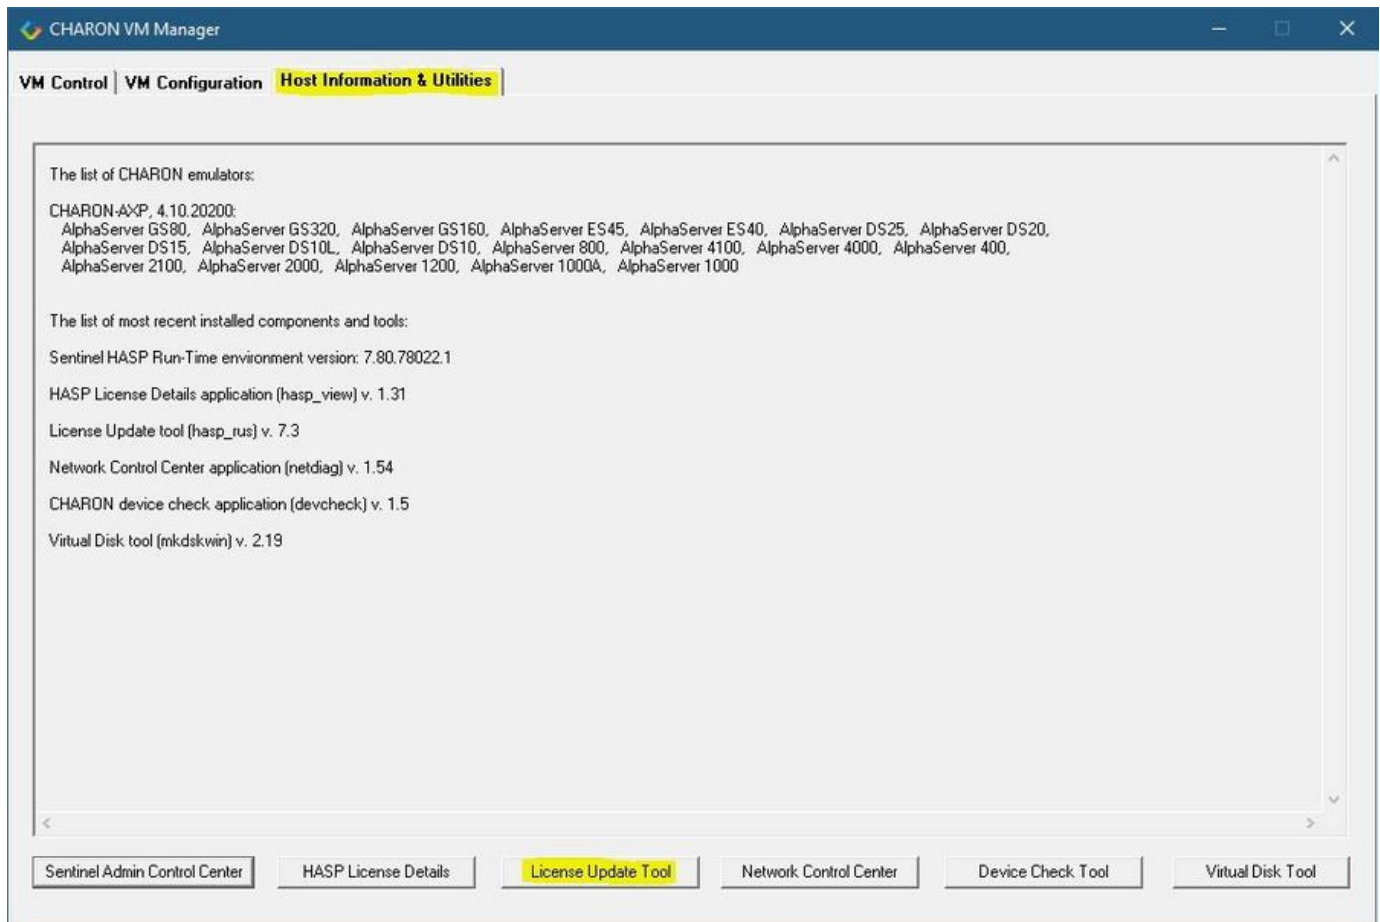 CHARON VM Manager
VM Control VM Configuration Host Information & Utilities
The list of CHARON emulators:
CHARON-AXP, 4.10.20200:
AlphaServer GS80, AlphaServer GS320, AlphaServer GS160, AlphaServer ES45, AlphaServer ES40, AlphaServer DS25, AlphaServer DS20,
AlphaServer DS15, AlphaServer DS10L, AlphaServer DS10, AlphaServer 800, AlphaServer 4100, AlphaServer 4000, AlphaServer 400,
AlphaServer 2100, AlphaServer 2000, AlphaServer 1200, AlphaServer 1000A, AlphaServer 1000
The list of most recent installed components and tools:
Sentinel HASP Run-Time environment version: 7.80.78022.1
HASP License Details application (hasp_view) v. 1.31
License Update tool (hasp_rus) v. 7.3
Network Control Center application (netdiag) v. 1.54
CHARON device check application (devcheck) v. 1.5
Virtual Disk tool (mkdskwin) v. 2.19
Sentinel Admin Control Center HASP License Details License Update Tool Network Control Center Device Check Tool Virtual Disk Tool